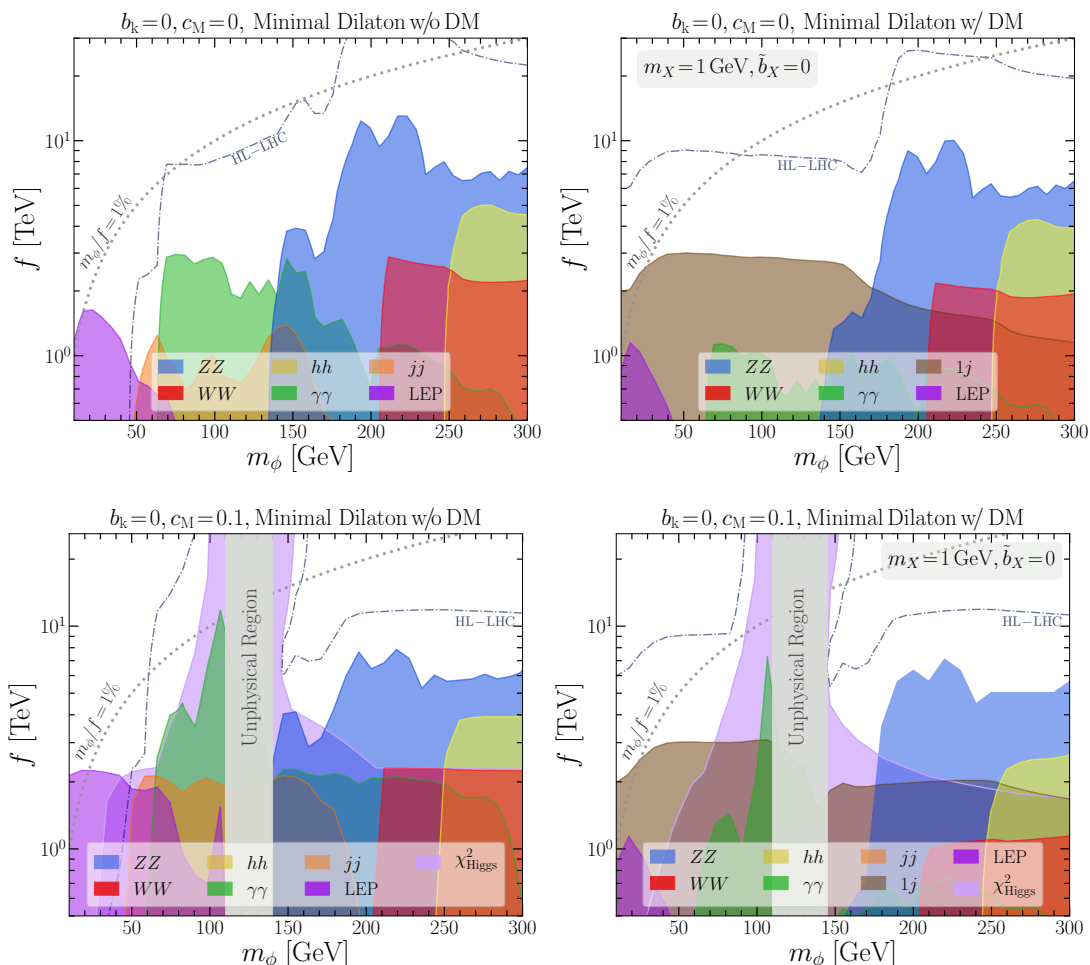 b_k=0, c_M=0, Minimal Dilaton w/o DM
f [TeV]
10^1
10^0
m_ϕ/f=1%
HL−LHC
ZZ hh jj
WW γγ LEP
50 100 150 200 250 300
m_ϕ [GeV]
b_k=0, c_M=0, Minimal Dilaton w/ DM
m_X=1 GeV, b̃_X=0
f [TeV]
10^1
10^0
m_ϕ/f=1%
HL−LHC
ZZ hh 1j
WW γγ LEP
50 100 150 200 250 300
m_ϕ [GeV]
b_k=0, c_M=0.1, Minimal Dilaton w/o DM
f [TeV]
10^1
10^0
m_ϕ/f=1%
Unphysical Region
HL−LHC
ZZ hh jj χ²_Higgs
WW γγ LEP
50 100 150 200 250 300
m_ϕ [GeV]
b_k=0, c_M=0.1, Minimal Dilaton w/ DM
m_X=1 GeV, b̃_X=0
f [TeV]
10^1
10^0
m_ϕ/f=1%
Unphysical Region
HL−LHC
ZZ hh jj LEP
WW γγ 1j χ²_Higgs
50 100 150 200 250 300
m_ϕ [GeV]